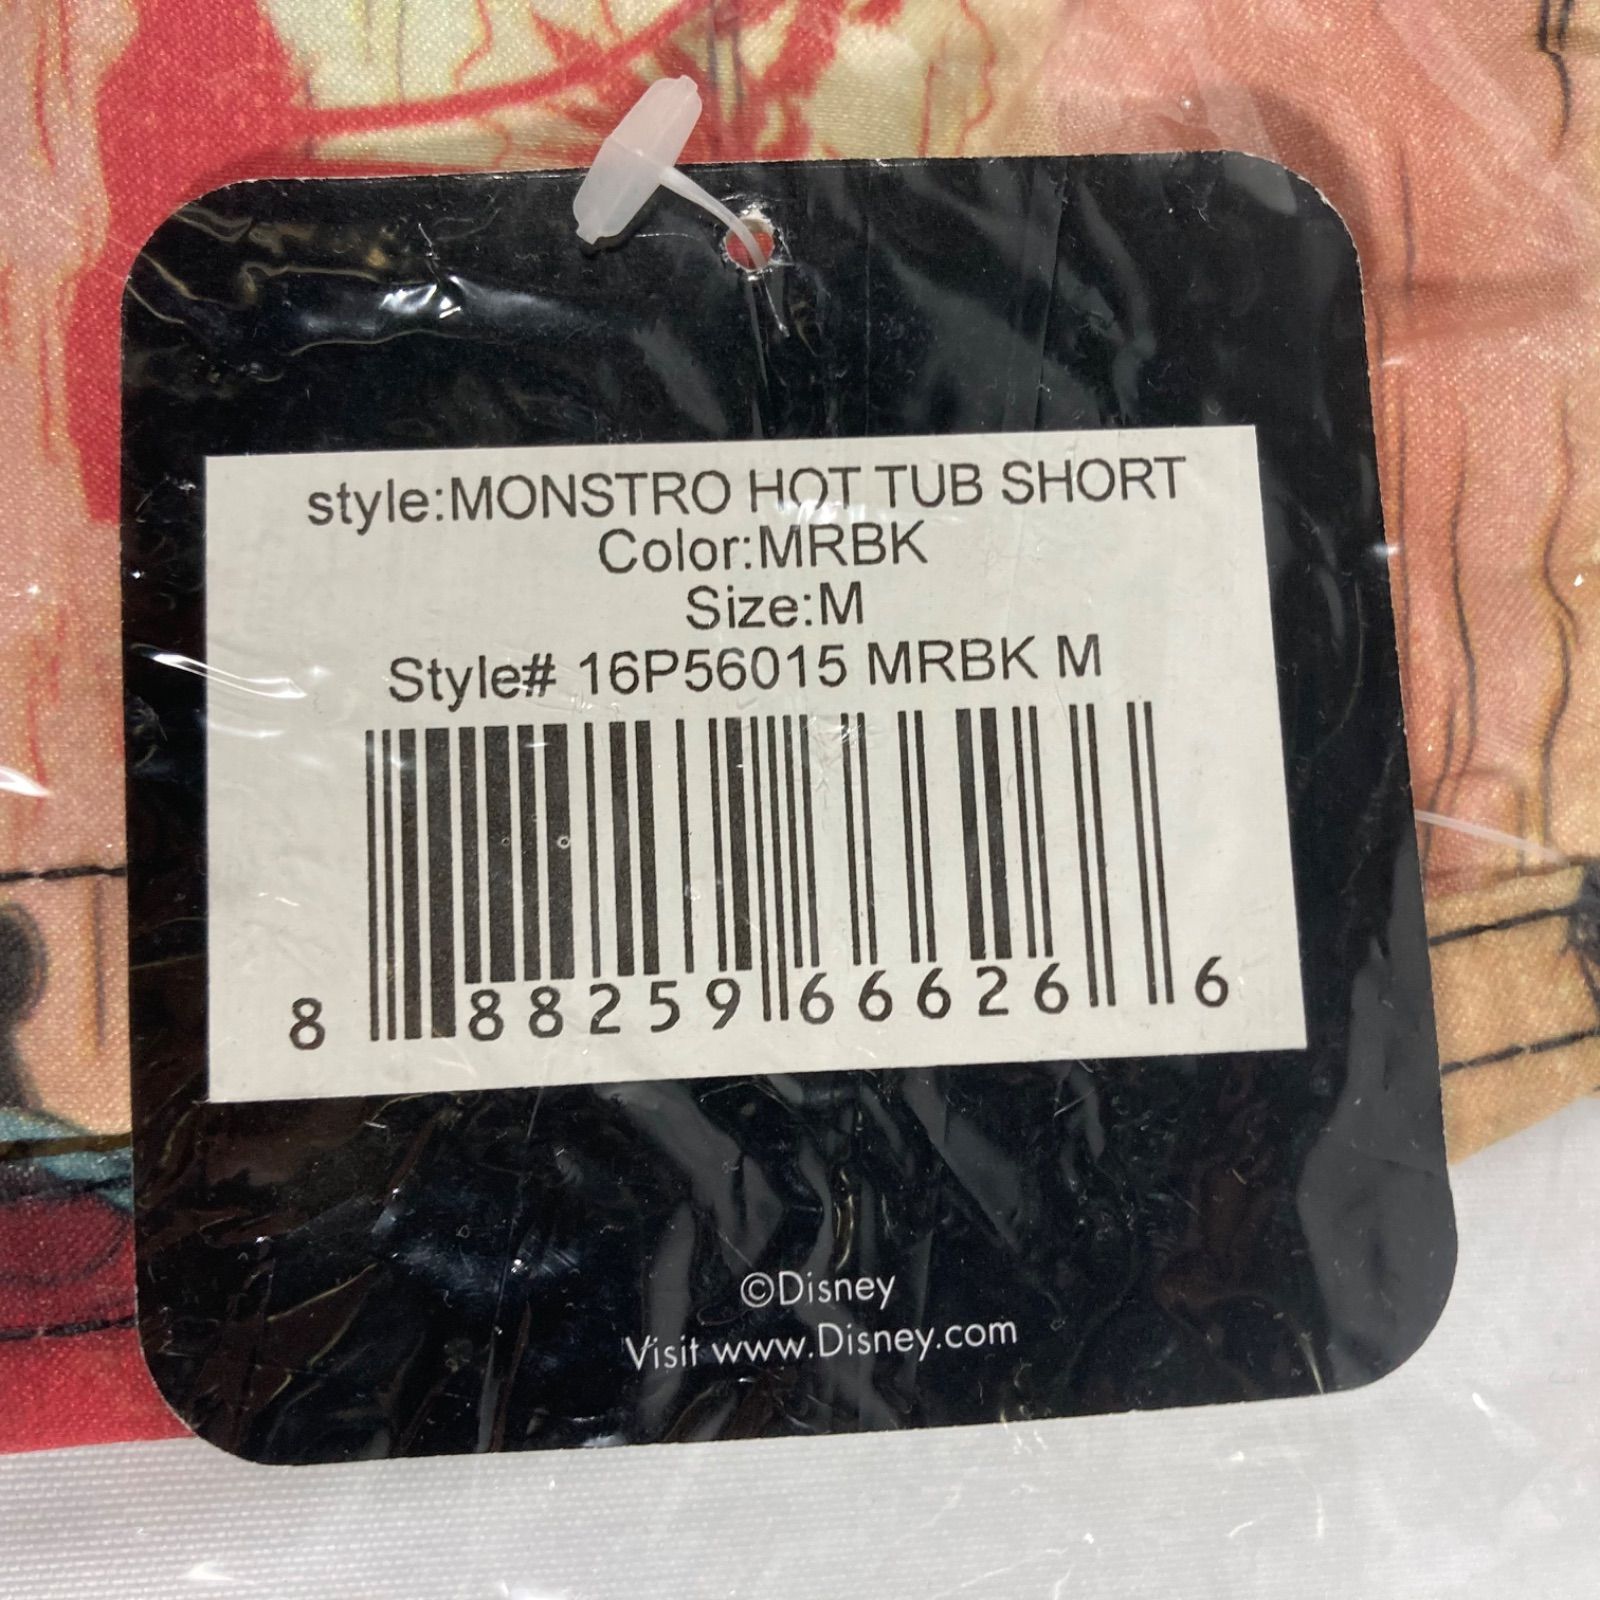 style:MONSTRO HOT TUB SHORT
Color:MRBK
Size:M
Style# 16P56015 MRBK M
8 88259 66626 6
©Disney
Visit www.Disney.com